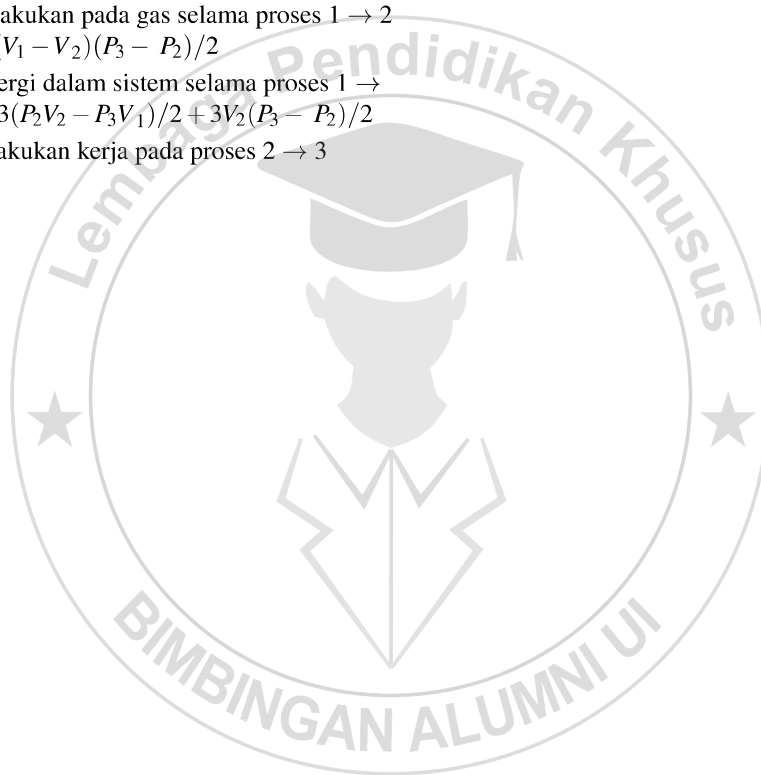 akukan pada gas selama proses 1 → 2
V₁ − V₂)(P₃ − P₂)/2
ergi dalam sistem selama proses 1 →
3(P₂V₂ − P₃V₁)/2 + 3V₂(P₃ − P₂)/2
akukan kerja pada proses 2 → 3
Lembaga Pendidikan Khusus
BIMBINGAN ALUMNI UI